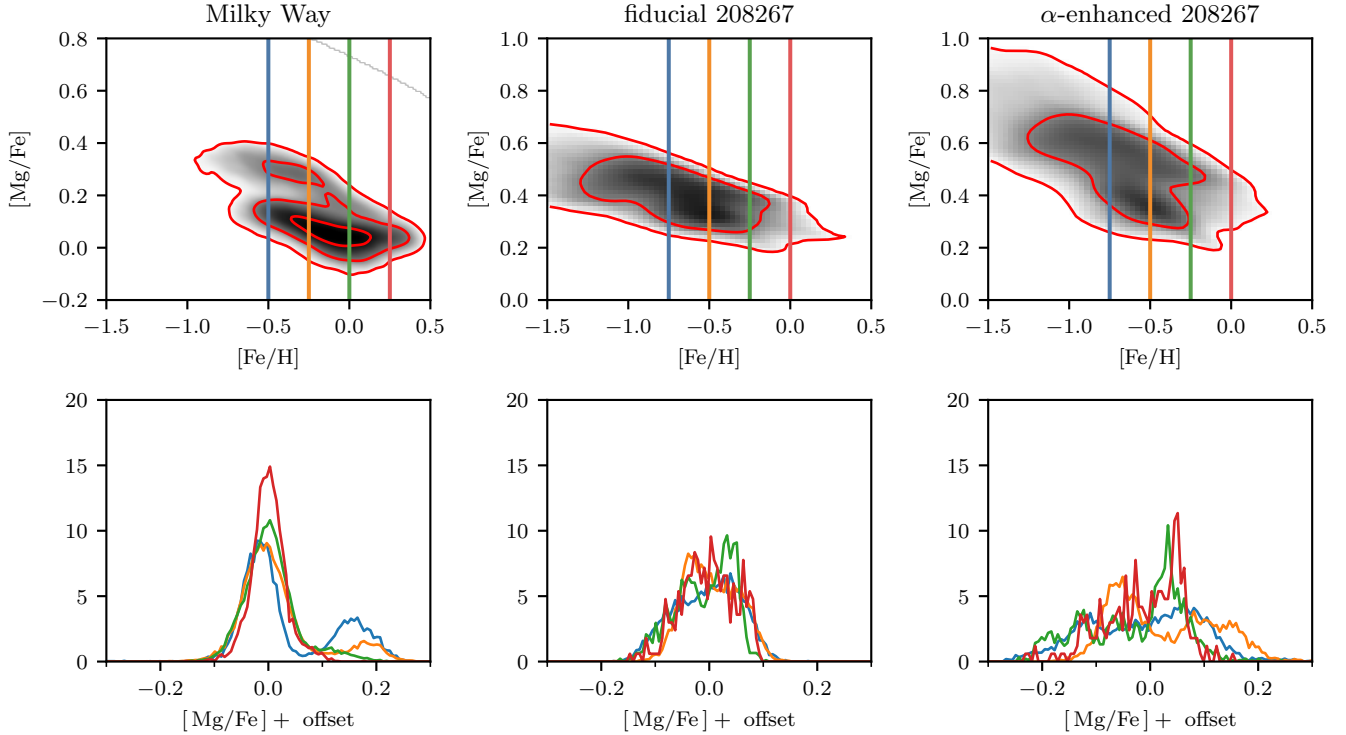 Milky Way
fiducial 208267
α-enhanced 208267
0.8
0.6
0.4
0.2
0.0
−0.2
[Mg/Fe]
−1.5 −1.0 −0.5 0.0 0.5
[Fe/H]
1.0
0.8
0.6
0.4
0.2
0.0
[Mg/Fe]
−1.5 −1.0 −0.5 0.0 0.5
[Fe/H]
1.0
0.8
0.6
0.4
0.2
0.0
[Mg/Fe]
−1.5 −1.0 −0.5 0.0 0.5
[Fe/H]
20
15
10
5
0
−0.2 0.0 0.2
[Mg/Fe] + offset
20
15
10
5
0
−0.2 0.0 0.2
[Mg/Fe] + offset
20
15
10
5
0
−0.2 0.0 0.2
[Mg/Fe] + offset